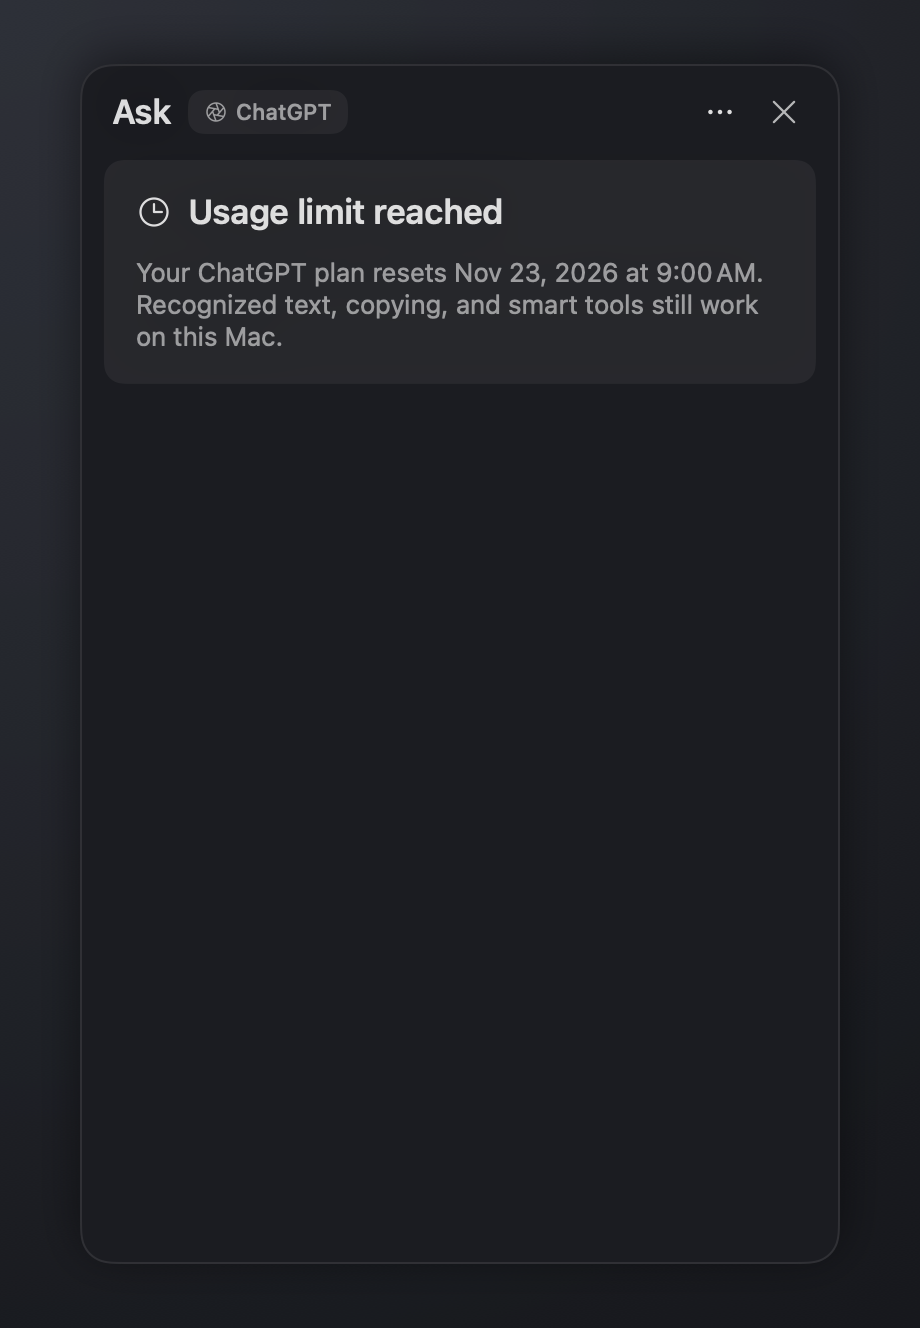 Ask
ChatGPT
Usage limit reached
Your ChatGPT plan resets Nov 23, 2026 at 9:00 AM.
Recognized text, copying, and smart tools still work
on this Mac.